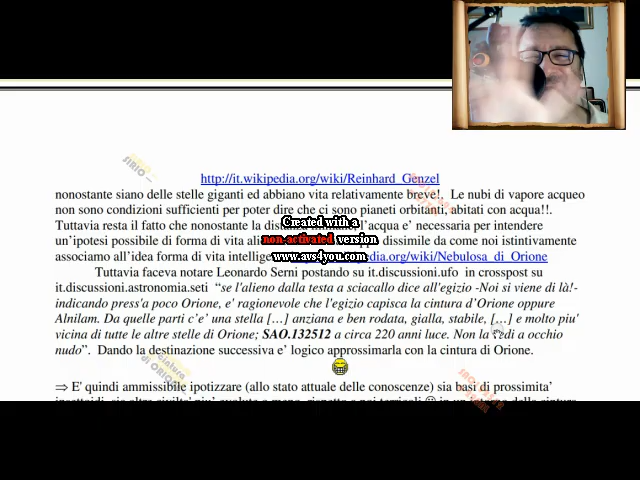 http://it.wikipedia.org/wiki/Reinhard_Genzel
nonostante siano delle stelle giganti ed abbiano vita relativamente breve!. Le nubi di vapore acqueo
non sono condizioni sufficienti per poter dire che ci sono pianeti orbitanti, abitati con acqua!!.
Tuttavia resta il fatto che nonostante la l'acqua e' necessaria per intendere
un'ipotesi possibile di forma di vita dissimile da come noi istintivamente
associamo all'idea forma di vita pedia.org/wiki/Nebulosa_di_Orione
Created with a
non-activated version
www.avs4you.com
Tuttavia faceva notare Leonardo Serni postando su it.discussioni.ufo in crosspost su
it.discussioni.astronomia.seti “se l'alieno dalla testa a sciacallo dice all'egizio -Noi si viene di là!-
indicando press'a poco Orione, e' ragionevole che l'egizio capisca la cintura d'Orione oppure
Alnilam. Da quelle parti c'e' una stella […] anziana e ben rodata, gialla, stabile, […] e molto piu'
vicina di tutte le altre stelle di Orione; SAO.132512 a circa 220 anni luce. Non la vedi a occhio
nudo”. Dando la destinazione successiva e' logico approssimarla con la cintura di Orione.
⇒ E' quindi ammissibile ipotizzare (allo stato attuale delle conoscenze) sia basi di prossimita'